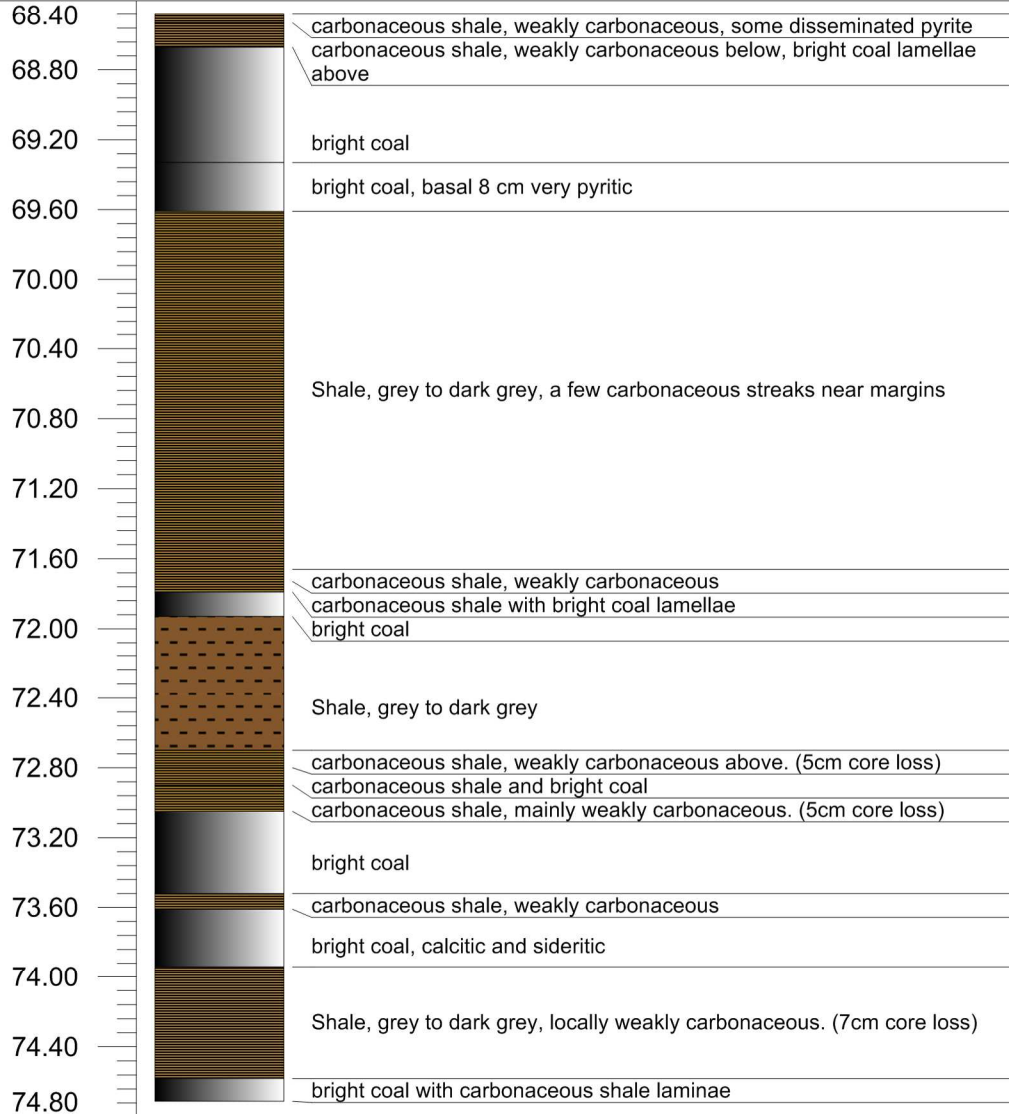 68.40
carbonaceous shale, weakly carbonaceous, some disseminated pyrite
carbonaceous shale, weakly carbonaceous below, bright coal lamellae
above
68.80
69.20
bright coal
bright coal, basal 8 cm very pyritic
69.60
70.00
70.40
Shale, grey to dark grey, a few carbonaceous streaks near margins
70.80
71.20
71.60
carbonaceous shale, weakly carbonaceous
carbonaceous shale with bright coal lamellae
72.00
bright coal
72.40
Shale, grey to dark grey
72.80
carbonaceous shale, weakly carbonaceous above. (5cm core loss)
carbonaceous shale and bright coal
carbonaceous shale, mainly weakly carbonaceous. (5cm core loss)
73.20
bright coal
73.60
carbonaceous shale, weakly carbonaceous
bright coal, calcitic and sideritic
74.00
Shale, grey to dark grey, locally weakly carbonaceous. (7cm core loss)
74.40
bright coal with carbonaceous shale laminae
74.80